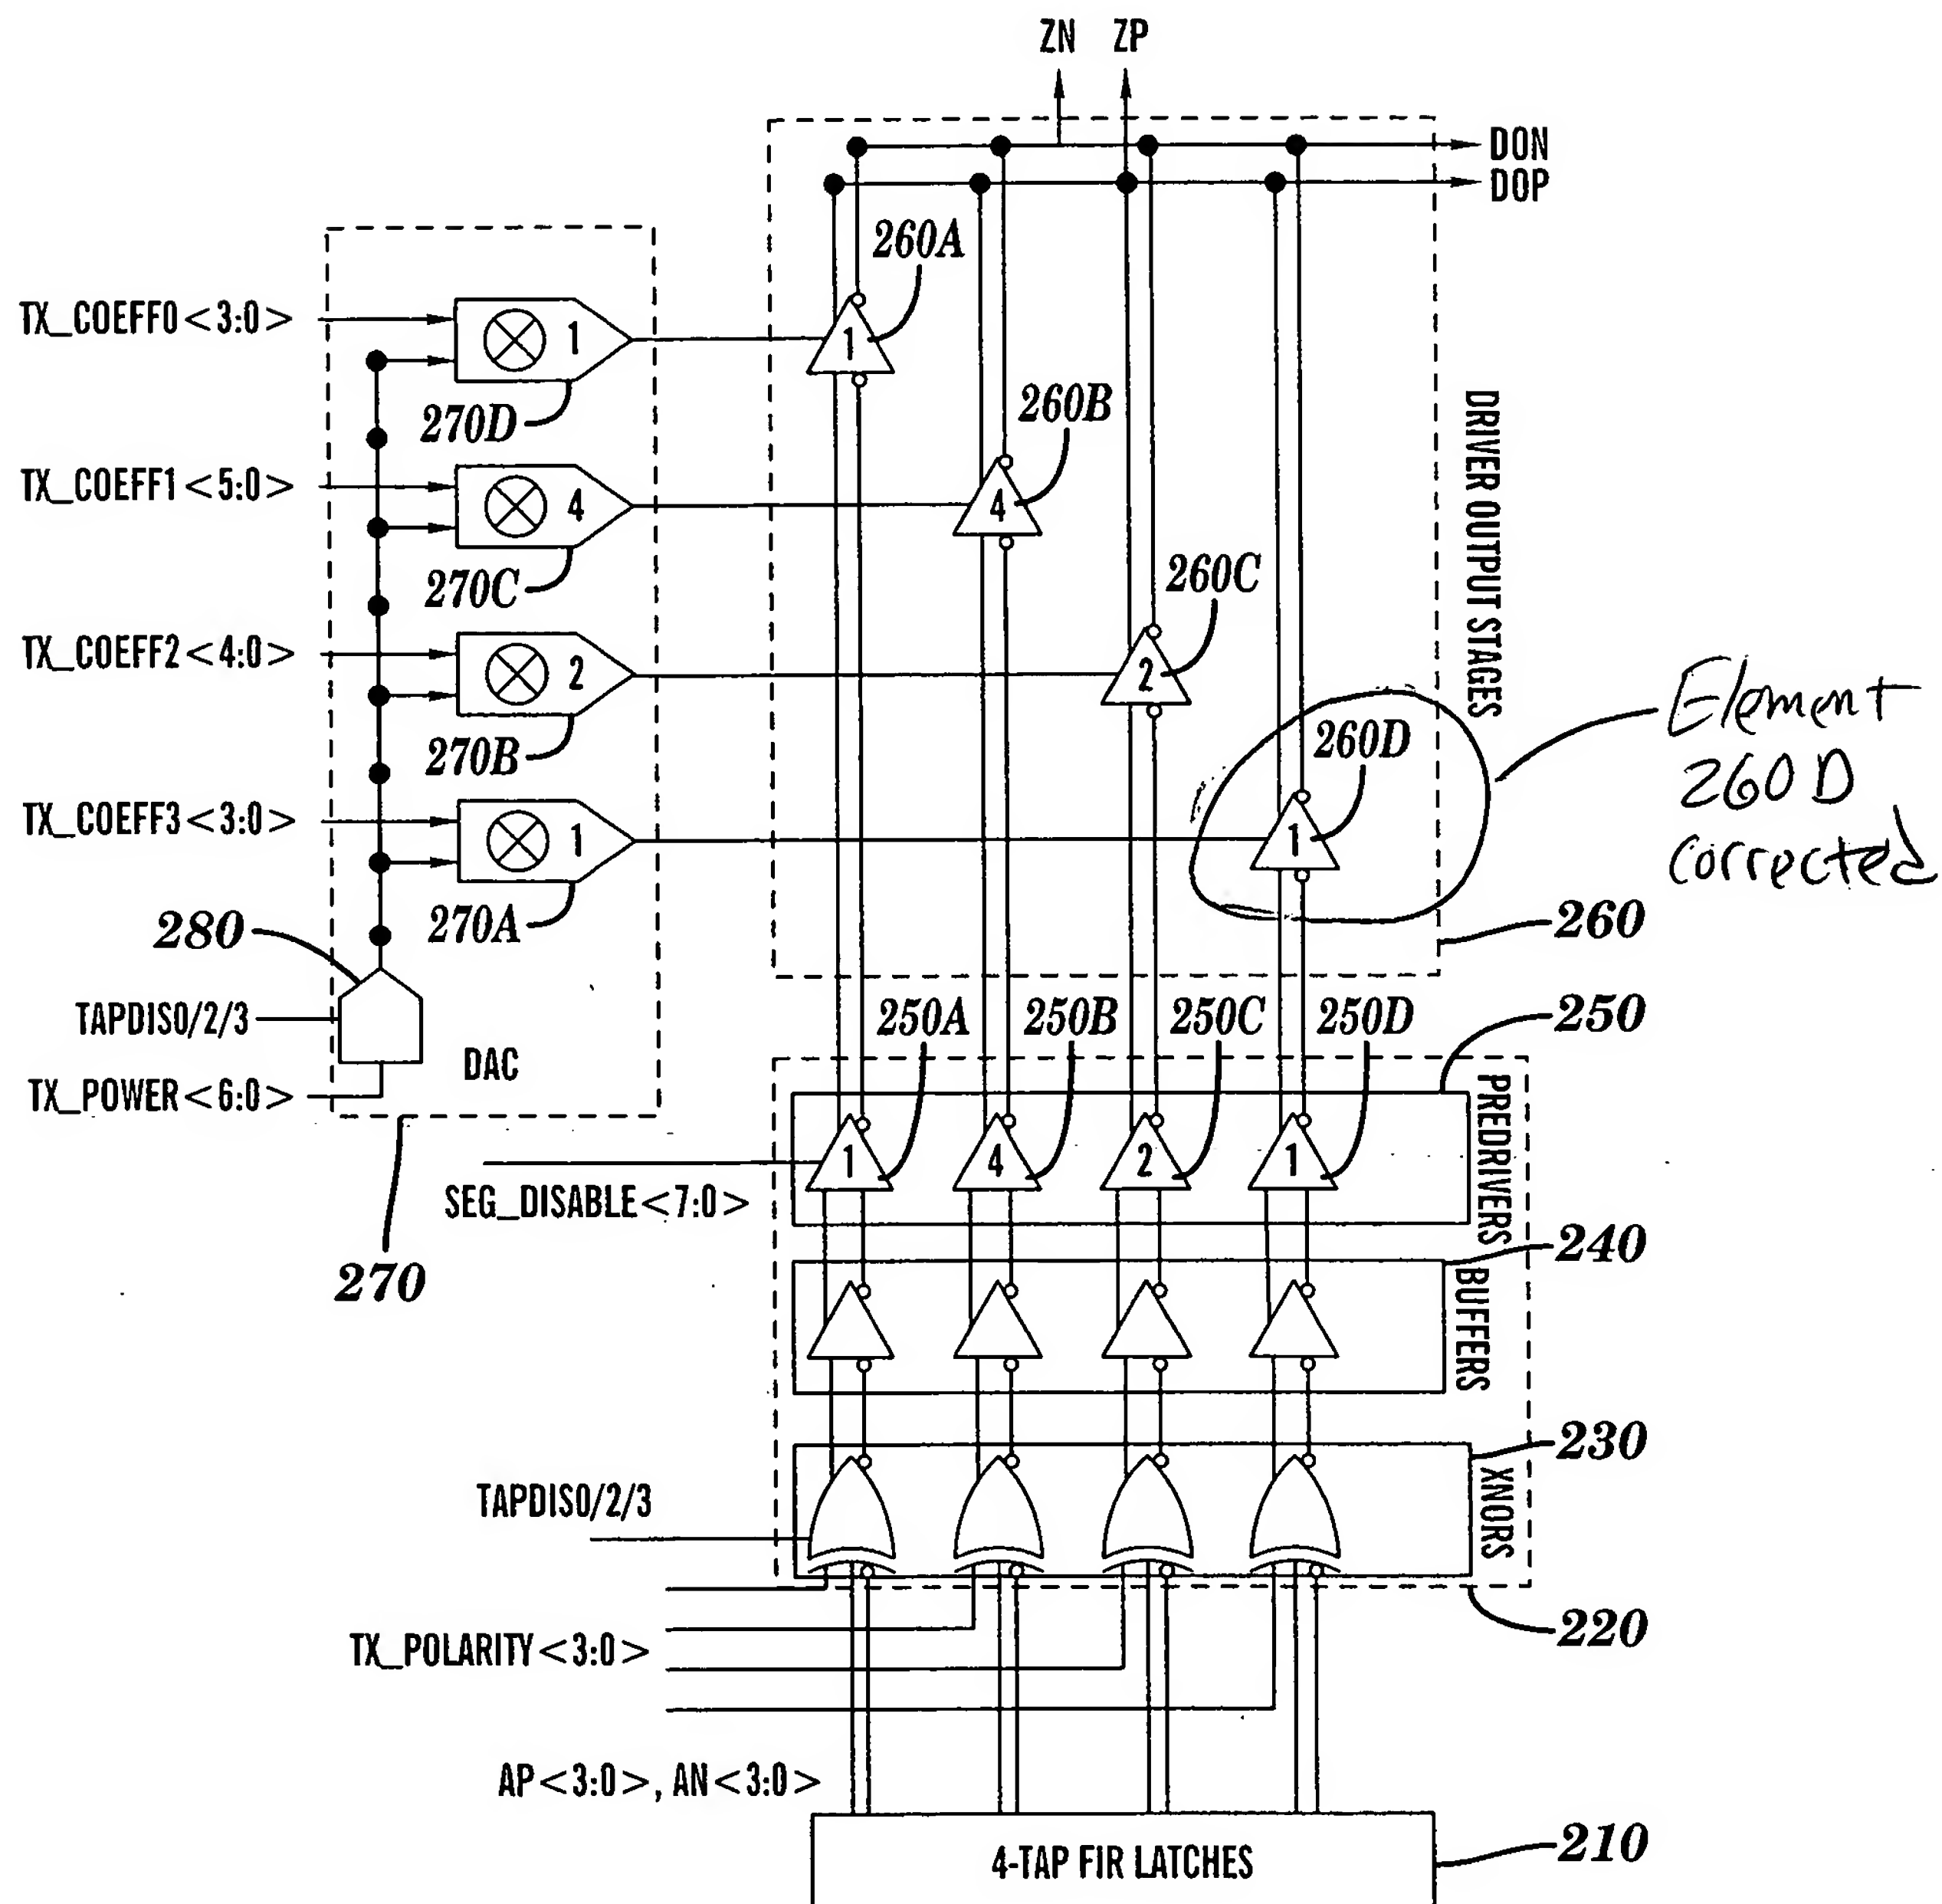 ZN ZP
DON
DOP
260A
TX_COEFF0<3:0>
1
1
270D
260B
TX_COEFF1<5:0>
4
4
270C
260C
TX_COEFF2<4:0>
2
2
270B
DRIVER OUTPUT STAGES
260D
Element
260D
corrected
TX_COEFF3<3:0>
1
1
270A
280
260
TAPDIS0/2/3
DAC
TX_POWER<6:0>
250A 250B 250C 250D
250
PREDRIVERS
1 4 2 1
SEG_DISABLE<7:0>
270
240
BUFFERS
230
XNORS
TAPDIS0/2/3
220
TX_POLARITY<3:0>
AP<3:0>, AN<3:0>
4-TAP FIR LATCHES
210